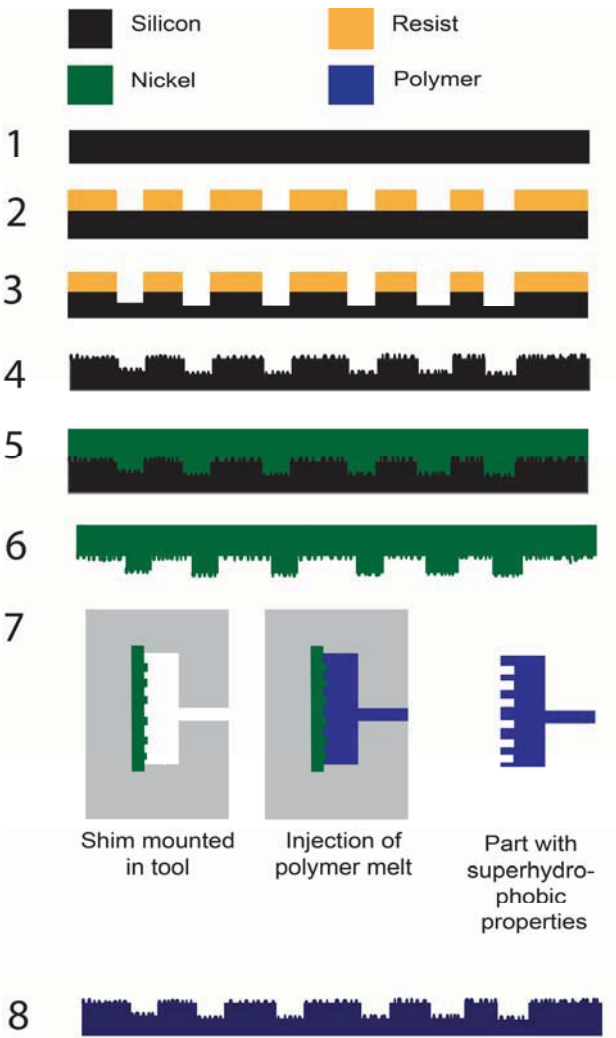 Silicon
Resist
Nickel
Polymer
1
2
3
4
5
6
7
Shim mounted
in tool
Injection of
polymer melt
Part with
superhydro-
phobic
properties
8